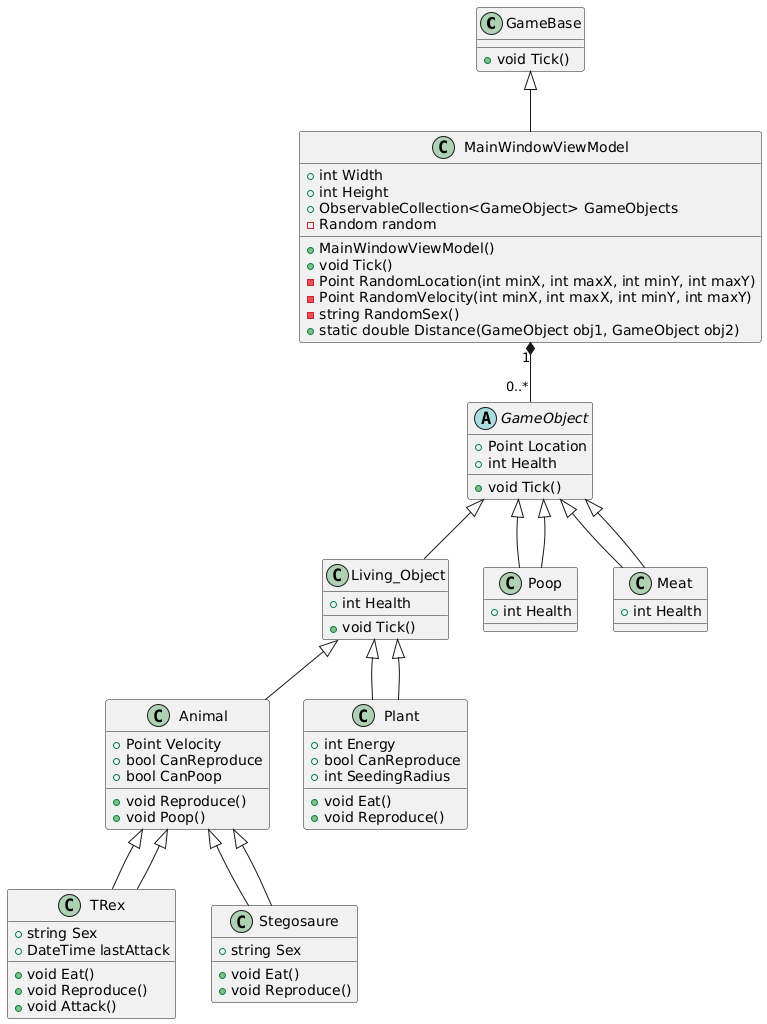 C GameBase
void Tick()
C MainWindowViewModel
int Width
int Height
ObservableCollection<GameObject> GameObjects
Random random
MainWindowViewModel()
void Tick()
Point RandomLocation(int minX, int maxX, int minY, int maxY)
Point RandomVelocity(int minX, int maxX, int minY, int maxY)
string RandomSex()
static double Distance(GameObject obj1, GameObject obj2)
1
0..*
A GameObject
Point Location
int Health
void Tick()
C Living_Object
int Health
void Tick()
C Poop
int Health
C Meat
int Health
C Animal
Point Velocity
bool CanReproduce
bool CanPoop
void Reproduce()
void Poop()
C Plant
int Energy
bool CanReproduce
int SeedingRadius
void Eat()
void Reproduce()
C TRex
string Sex
DateTime lastAttack
void Eat()
void Reproduce()
void Attack()
C Stegosaure
string Sex
void Eat()
void Reproduce()